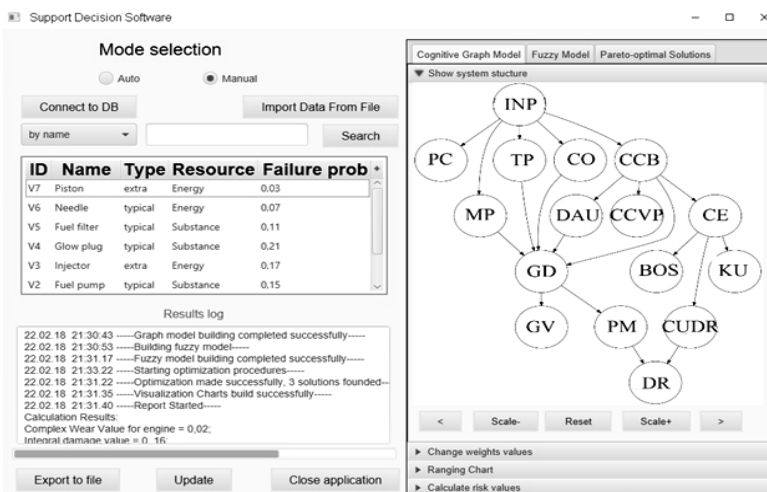 Support Decision Software
Mode selection
Auto
Manual
Connect to DB
Import Data From File
by name
Search
ID Name Type Resource Failure prob
V7 Piston extra Energy 0,03
V6 Needle typical Energy 0,07
V5 Fuel filter typical Substance 0,11
V4 Glow plug typical Substance 0,21
V3 Injector extra Energy 0,17
V2 Fuel pump typical Substance 0,15
Results log
22.02.18 21:30:43 -----Graph model building completed successfully-----
22.02.18 21:30:53 -----Building fuzzy model-----
22.02.18 21:31.17 -----Fuzzy model building completed successfully-----
22.02.18 21:33.22 -----Starting optimization procedures-----
22.02.18 21:31.22 -----Optimization made successfully, 3 solutions founded--
22.02.18 21:31.35 -----Visualization Charts build successfully-----
22.02.18 21:31.40 -----Report Started-----
Calculation Results:
Complex Wear Value for engine = 0,02;
Integral damage value = 0, 16;
Export to file
Update
Close application
Cognitive Graph Model
Fuzzy Model
Pareto-optimal Solutions
Show system stucture
INP
PC TP CO CCB
MP DAU CCVP CE
GD BOS KU
GV PM CUDR
DR
< Scale- Reset Scale+ >
Change weights values
Ranging Chart
Calculate risk values